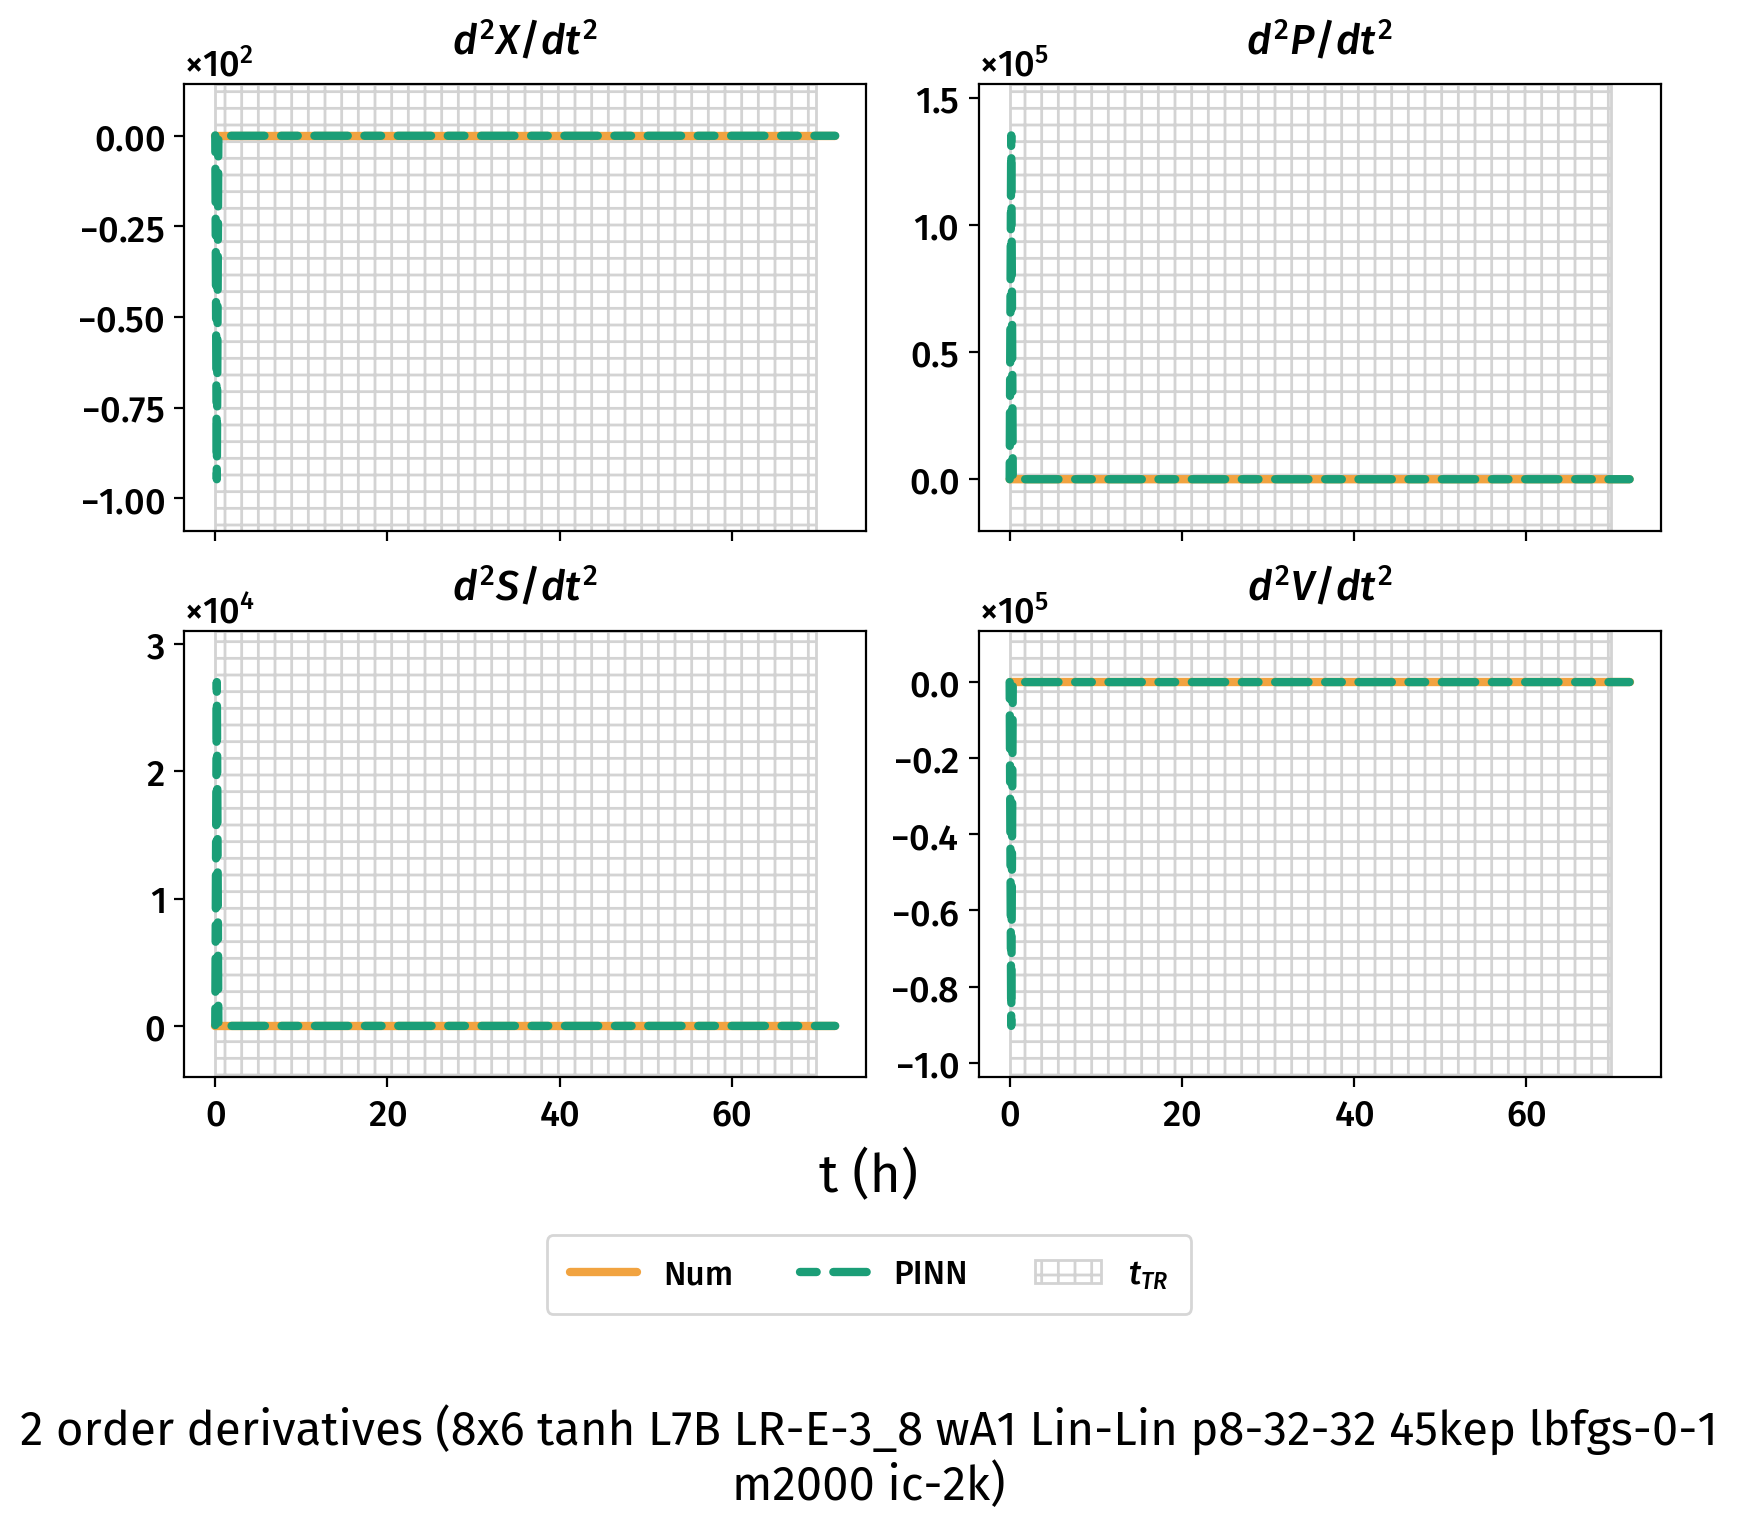 d²X/dt²
×10²
0.00
−0.25
−0.50
−0.75
−1.00
d²P/dt²
×10⁵
1.5
1.0
0.5
0.0
d²S/dt²
×10⁴
3
2
1
0
0 20 40 60
d²V/dt²
×10⁵
0.0
−0.2
−0.4
−0.6
−0.8
−1.0
0 20 40 60
t (h)
Num PINN t_TR
2 order derivatives (8x6 tanh L7B LR-E-3_8 wA1 Lin-Lin p8-32-32 45kep lbfgs-0-1
m2000 ic-2k)